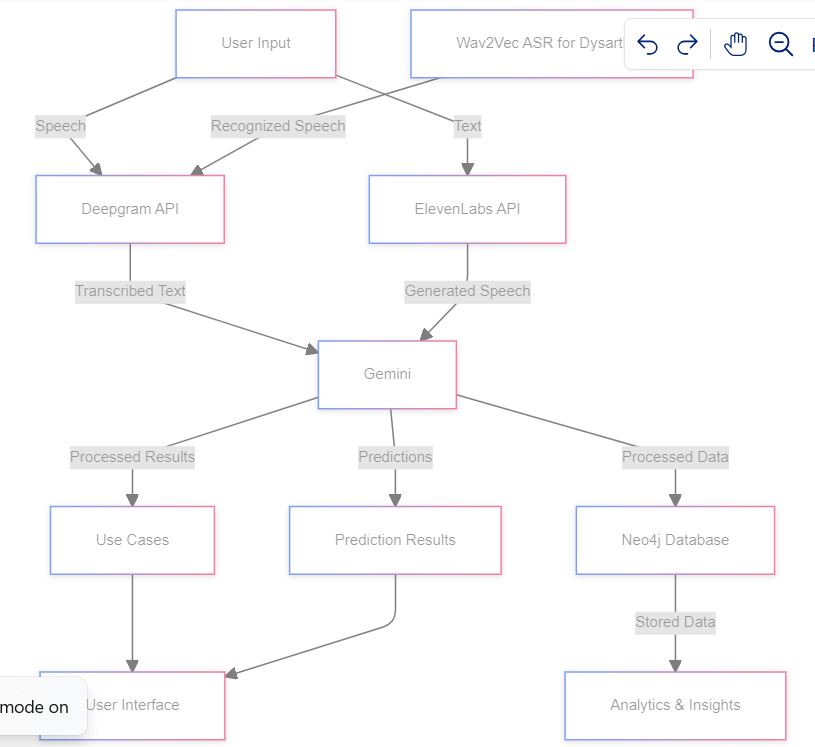 User Input
Wav2Vec ASR for Dysart
Speech
Recognized Speech
Text
Deepgram API
ElevenLabs API
Transcribed Text
Generated Speech
Gemini
Processed Results
Predictions
Processed Data
Use Cases
Prediction Results
Neo4j Database
Stored Data
mode on
User Interface
Analytics & Insights